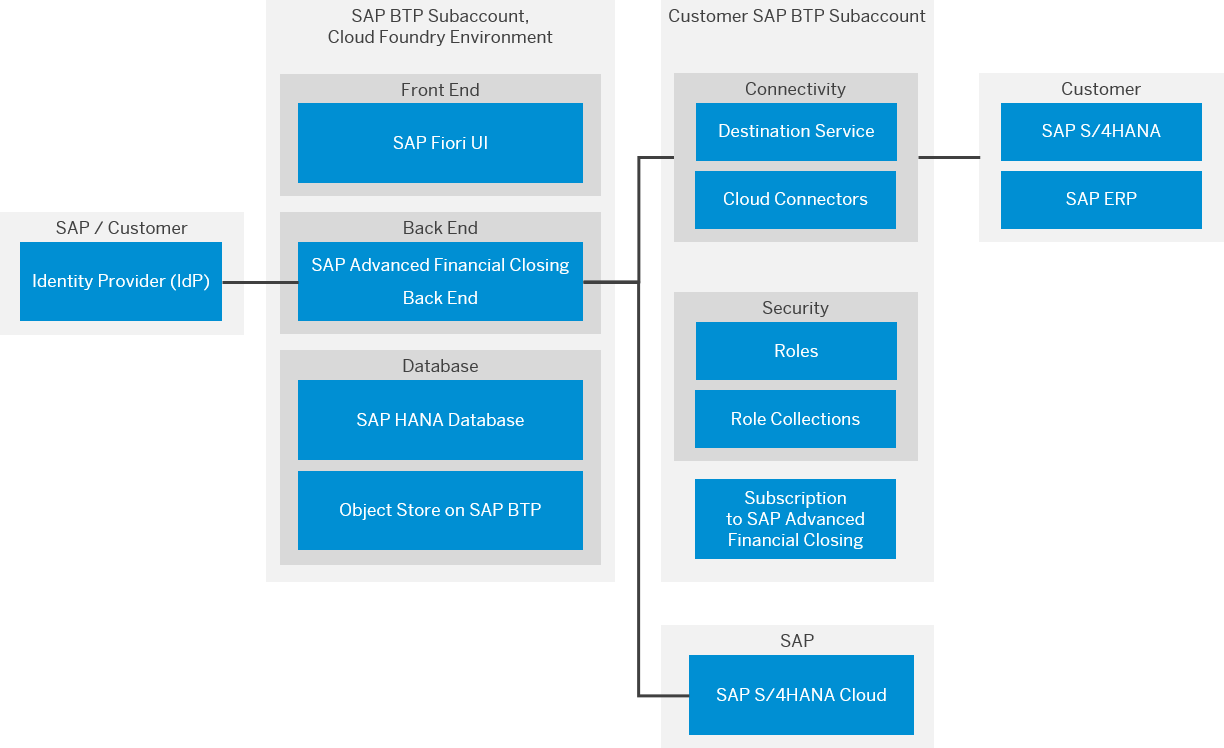 SAP BTP Subaccount,
Cloud Foundry Environment
Front End
SAP Fiori UI
Back End
SAP Advanced Financial Closing
Back End
Database
SAP HANA Database
Object Store on SAP BTP
SAP / Customer
Identity Provider (IdP)
Customer SAP BTP Subaccount
Connectivity
Destination Service
Cloud Connectors
Security
Roles
Role Collections
Subscription
to SAP Advanced
Financial Closing
Customer
SAP S/4HANA
SAP ERP
SAP
SAP S/4HANA Cloud